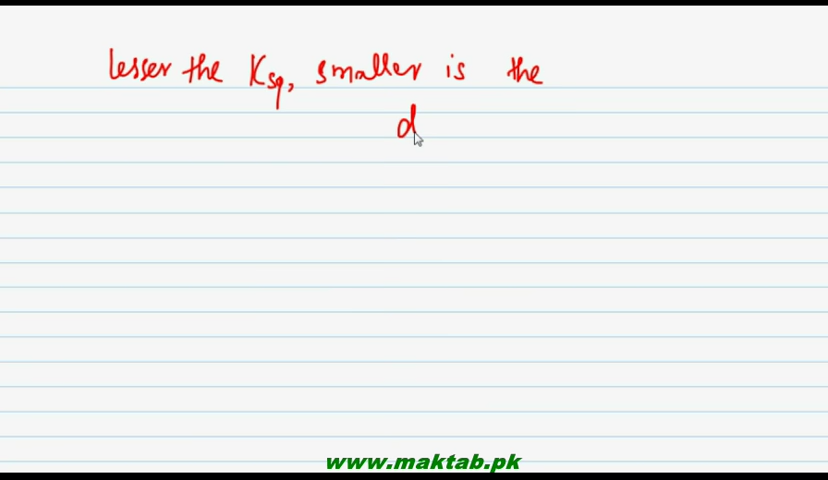 lesser the Ksp, smaller is the
d
www.maktab.pk